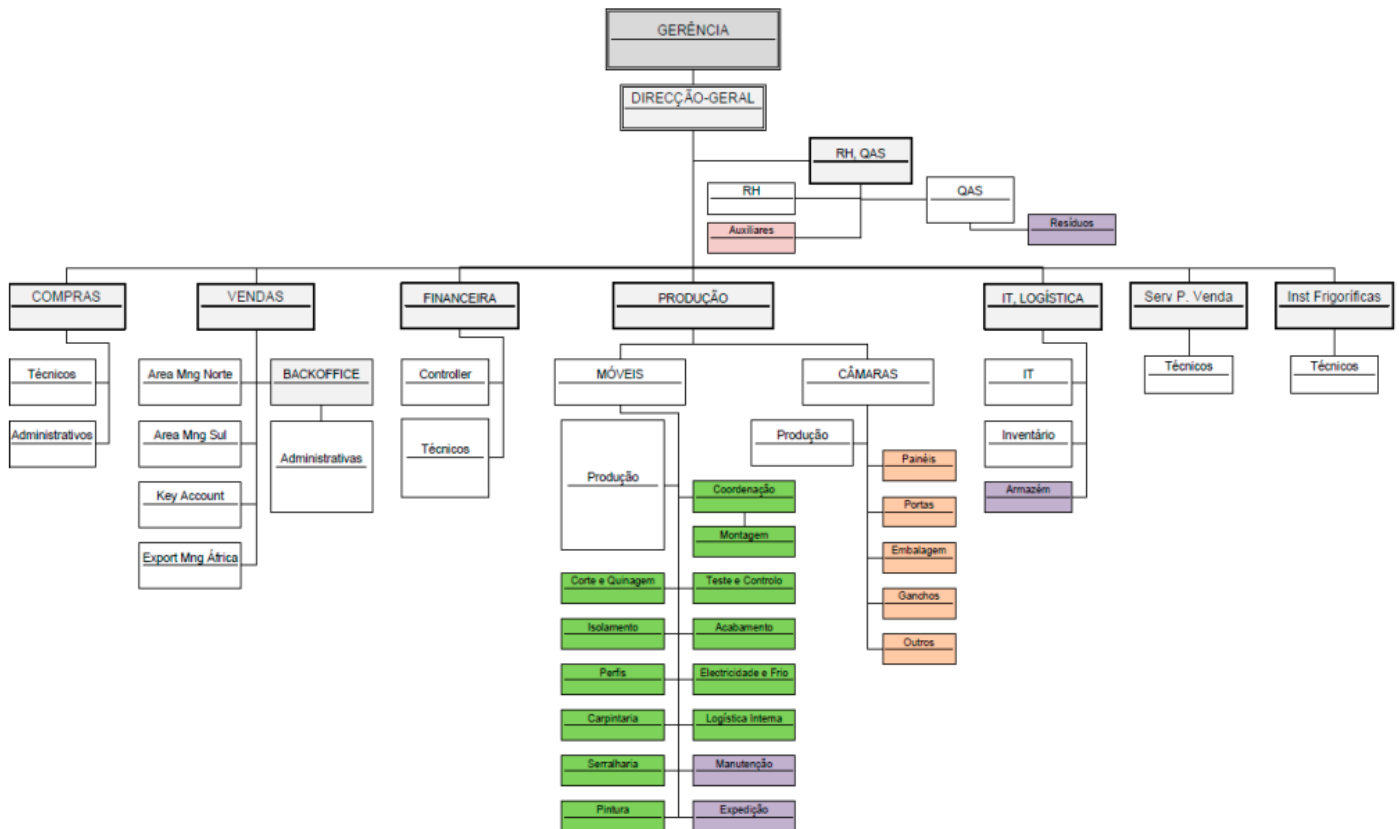 GERÊNCIA
DIRECÇÃO-GERAL
RH, QAS
RH
QAS
Auxiliares
Resíduos
COMPRAS
VENDAS
FINANCEIRA
PRODUÇÃO
IT, LOGÍSTICA
Serv P. Venda
Inst Frigoríficas
Técnicos
Area Mng Norte
BACKOFFICE
Controller
MÓVEIS
CÂMARAS
IT
Técnicos
Técnicos
Administrativos
Area Mng Sul
Administrativas
Técnicos
Produção
Produção
Inventário
Painéis
Key Account
Coordenação
Armazém
Portas
Montagem
Export Mng África
Embalagem
Corte e Quinagem
Teste e Controlo
Ganchos
Isolamento
Acabamento
Outros
Perfis
Electricidade e Frio
Carpintaria
Logística Interna
Serralharia
Manutenção
Pintura
Expedição